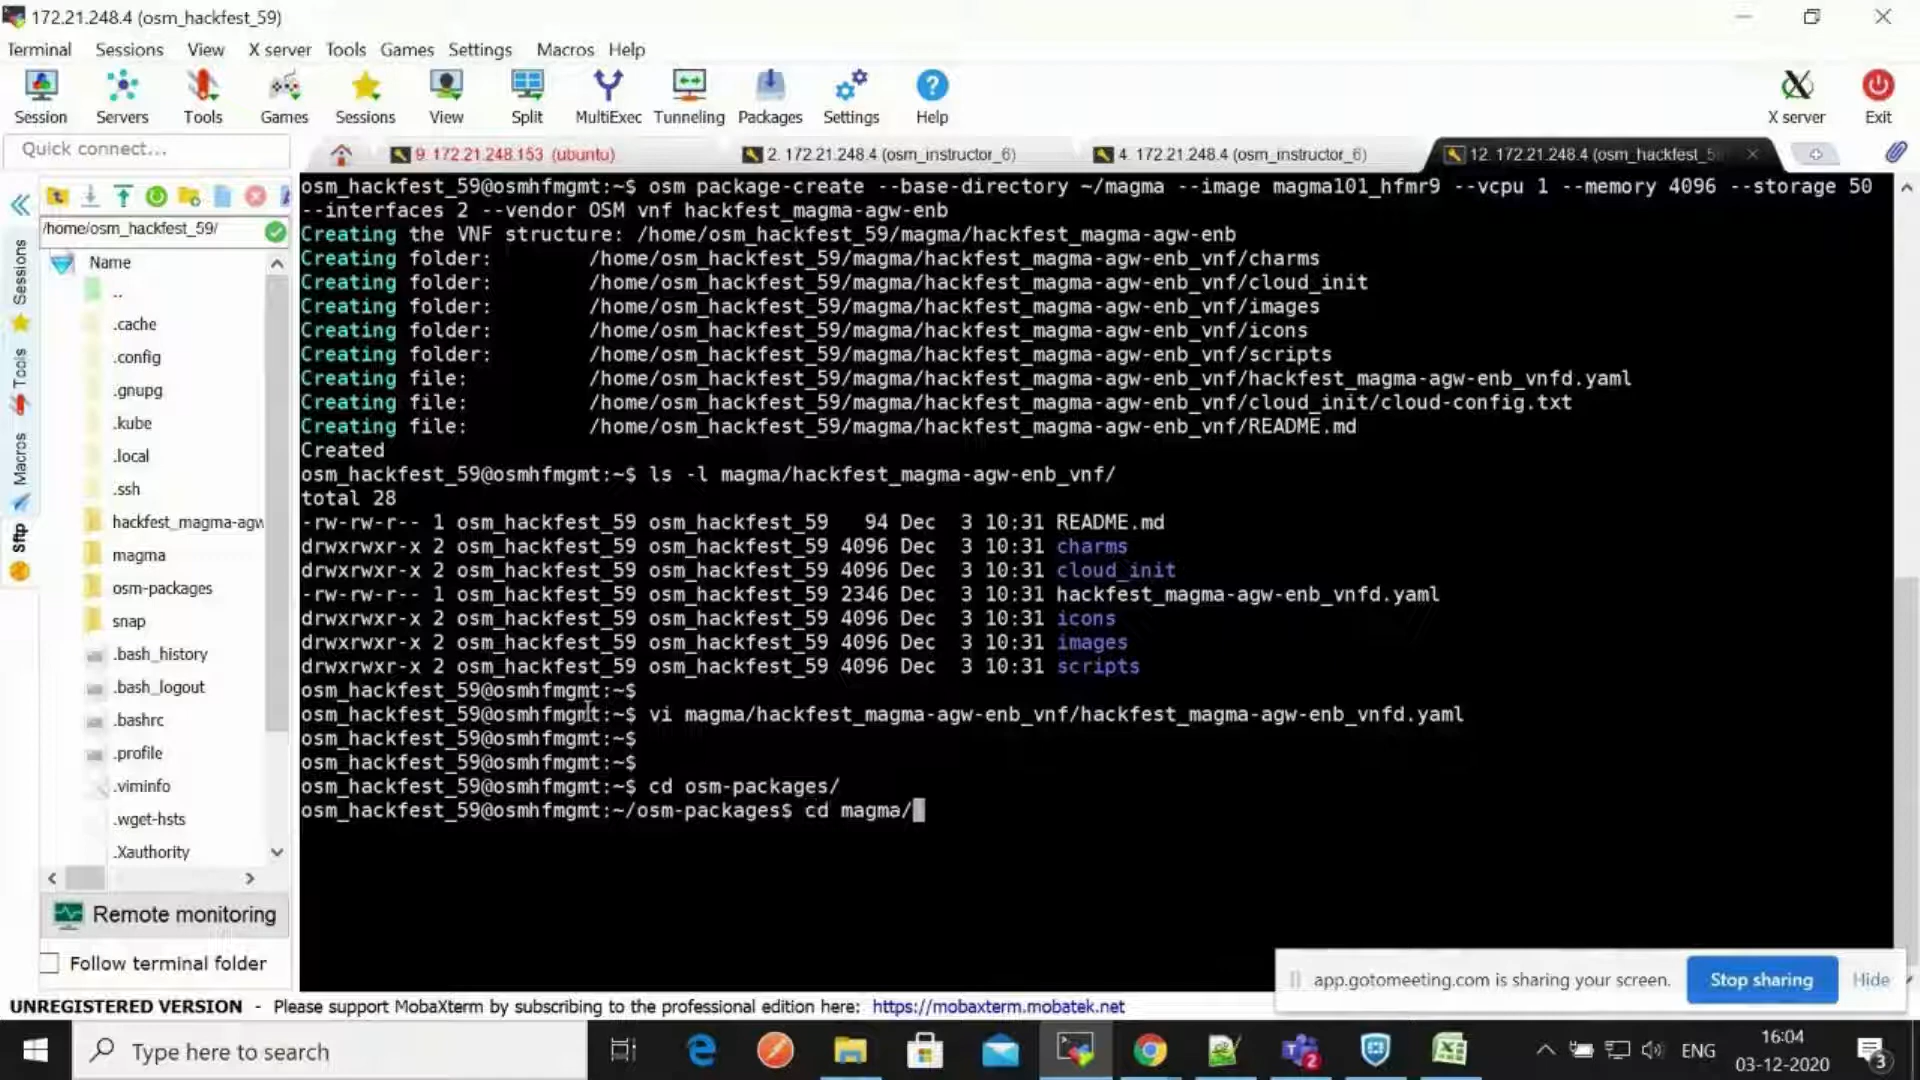 172.21.248.4 (osm_hackfest_59)
Terminal Sessions View X server Tools Games Settings Macros Help
Session Servers Tools Games Sessions View Split MultiExec Tunneling Packages Settings Help X server Exit
Quick connect...
9. 172.21.248.153 (ubuntu)
2. 172.21.248.4 (osm_instructor_6)
4. 172.21.248.4 (osm_instructor_6)
12. 172.21.248.4 (osm_hackfest_5
/home/osm_hackfest_59/
Sessions
Tools
Macros
Sftp
Name
..
.cache
.config
.gnupg
.kube
.local
.ssh
hackfest_magma-agw
magma
osm-packages
snap
.bash_history
.bash_logout
.bashrc
.profile
.viminfo
.wget-hsts
.Xauthority
Remote monitoring
Follow terminal folder
osm_hackfest_59@osmhfmgmt:~$ osm package-create --base-directory ~/magma --image magma101_hfmr9 --vcpu 1 --memory 4096 --storage 50
--interfaces 2 --vendor OSM vnf hackfest_magma-agw-enb
Creating the VNF structure: /home/osm_hackfest_59/magma/hackfest_magma-agw-enb
Creating folder: /home/osm_hackfest_59/magma/hackfest_magma-agw-enb_vnf/charms
Creating folder: /home/osm_hackfest_59/magma/hackfest_magma-agw-enb_vnf/cloud_init
Creating folder: /home/osm_hackfest_59/magma/hackfest_magma-agw-enb_vnf/images
Creating folder: /home/osm_hackfest_59/magma/hackfest_magma-agw-enb_vnf/icons
Creating folder: /home/osm_hackfest_59/magma/hackfest_magma-agw-enb_vnf/scripts
Creating file: /home/osm_hackfest_59/magma/hackfest_magma-agw-enb_vnf/hackfest_magma-agw-enb_vnfd.yaml
Creating file: /home/osm_hackfest_59/magma/hackfest_magma-agw-enb_vnf/cloud_init/cloud-config.txt
Creating file: /home/osm_hackfest_59/magma/hackfest_magma-agw-enb_vnf/README.md
Created
osm_hackfest_59@osmhfmgmt:~$ ls -l magma/hackfest_magma-agw-enb_vnf/
total 28
-rw-rw-r-- 1 osm_hackfest_59 osm_hackfest_59 94 Dec 3 10:31 README.md
drwxrwxr-x 2 osm_hackfest_59 osm_hackfest_59 4096 Dec 3 10:31 charms
drwxrwxr-x 2 osm_hackfest_59 osm_hackfest_59 4096 Dec 3 10:31 cloud_init
-rw-rw-r-- 1 osm_hackfest_59 osm_hackfest_59 2346 Dec 3 10:31 hackfest_magma-agw-enb_vnfd.yaml
drwxrwxr-x 2 osm_hackfest_59 osm_hackfest_59 4096 Dec 3 10:31 icons
drwxrwxr-x 2 osm_hackfest_59 osm_hackfest_59 4096 Dec 3 10:31 images
drwxrwxr-x 2 osm_hackfest_59 osm_hackfest_59 4096 Dec 3 10:31 scripts
osm_hackfest_59@osmhfmgmt:~$
osm_hackfest_59@osmhfmgmt:~$ vi magma/hackfest_magma-agw-enb_vnf/hackfest_magma-agw-enb_vnfd.yaml
osm_hackfest_59@osmhfmgmt:~$
osm_hackfest_59@osmhfmgmt:~$
osm_hackfest_59@osmhfmgmt:~$ cd osm-packages/
osm_hackfest_59@osmhfmgmt:~/osm-packages$ cd magma/
app.gotomeeting.com is sharing your screen. Stop sharing Hide
UNREGISTERED VERSION - Please support MobaXterm by subscribing to the professional edition here: https://mobaxterm.mobatek.net
Type here to search
2
ENG
16:04
03-12-2020
3